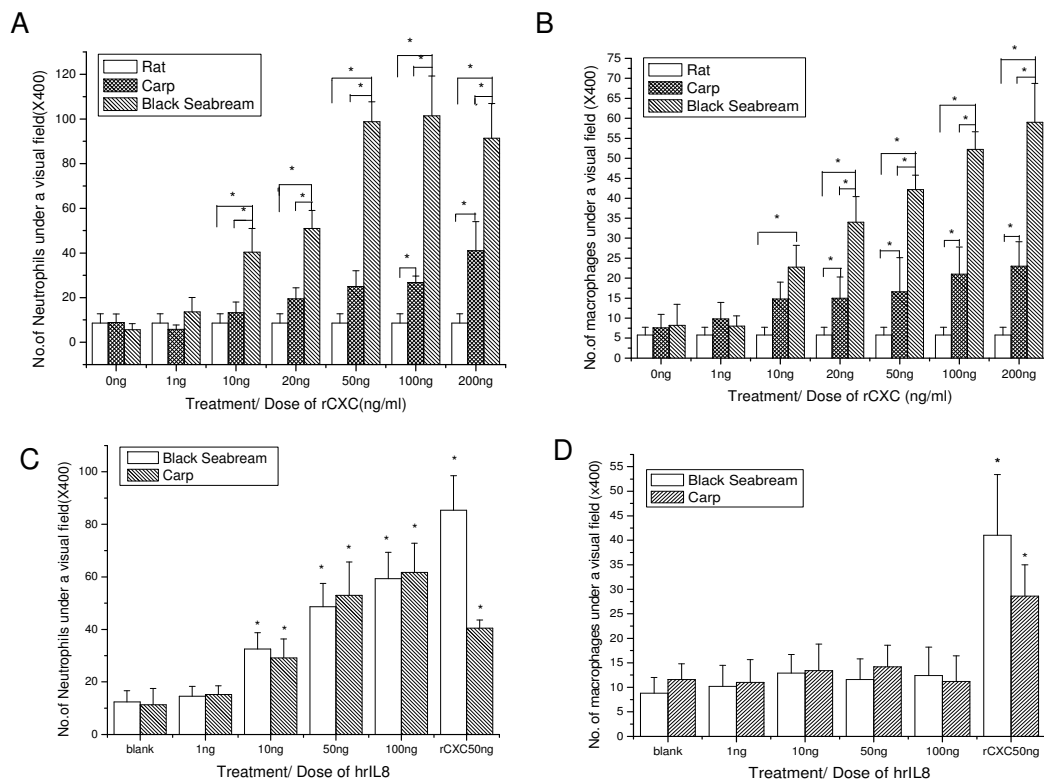 A
No.of Neutrophils under a visual field(X400)
120
100
80
60
40
20
0
Rat
Carp
Black Seabream
* * * * * * * * * * * * *
0ng 1ng 10ng 20ng 50ng 100ng 200ng
Treatment/ Dose of rCXC(ng/ml)
B
No.of macrophages under a visual field (X400)
75
70
65
60
55
50
45
40
35
30
25
20
15
10
5
0
Rat
Carp
Black Seabream
* * * * * * * * * * * * *
0ng 1ng 10ng 20ng 50ng 100ng 200ng
Treatment/ Dose of rCXC (ng/ml)
C
No.of Neutrophils under a visual field(X400)
100
80
60
40
20
0
Black Seabream
Carp
* * * * * * * *
blank 1ng 10ng 50ng 100ng rCXC50ng
Treatment/ Dose of hrIL8
D
No. of macrophages under a visual field (x400)
55
50
45
40
35
30
25
20
15
10
5
0
Black Seabream
Carp
* *
blank 1ng 10ng 50ng 100ng rCXC50ng
Treatment/ Dose of hrIL8